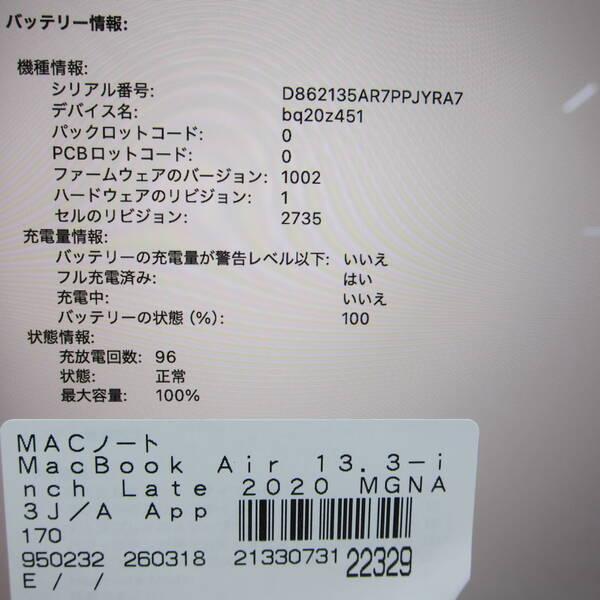 バッテリー情報:
機種情報:
シリアル番号: D862135AR7PPJYRA7
デバイス名: bq20z451
パックロットコード: 0
PCBロットコード: 0
ファームウェアのバージョン: 1002
ハードウェアのリビジョン: 1
セルのリビジョン: 2735
充電量情報:
バッテリーの充電量が警告レベル以下: いいえ
フル充電済み: はい
充電中: いいえ
バッテリーの状態 (%): 100
状態情報:
充放電回数: 96
状態: 正常
最大容量: 100%
MACノート
MacBook Air 13.3-i
nch Late 2020 MGNA
3J/A App
170
950232 260318 21330731 22329
E / /